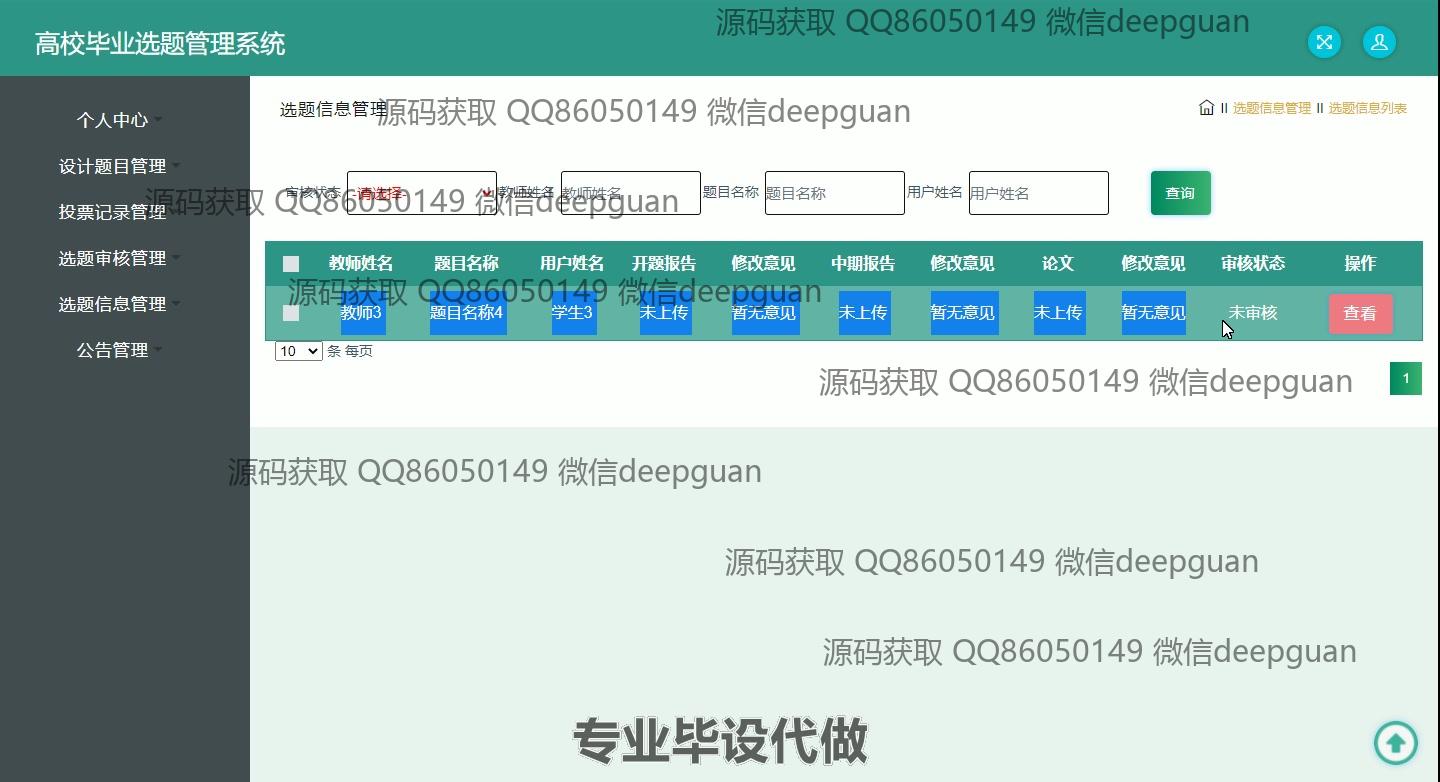 源码获取 QQ86050149 微信deepguan
高校毕业选题管理系统
选题信息管理
源码获取 QQ86050149 微信deepguan
II 选题信息管理 II 选题信息列表
个人中心
设计题目管理
投票记录管理
选题审核管理
选题信息管理
公告管理
审核状态 -请选择- 教师姓名 教师姓名 题目名称 题目名称 用户姓名 用户姓名 查询
源码获取 QQ86050149 微信deepguan
教师姓名 题目名称 用户姓名 开题报告 修改意见 中期报告 修改意见 论文 修改意见 审核状态 操作
源码获取 QQ86050149 微信deepguan
教师3 题目名称4 学生3 未上传 暂无意见 未上传 暂无意见 未上传 暂无意见 未审核 查看
10 条 每页
源码获取 QQ86050149 微信deepguan
1
源码获取 QQ86050149 微信deepguan
源码获取 QQ86050149 微信deepguan
源码获取 QQ86050149 微信deepguan
专业毕设代做